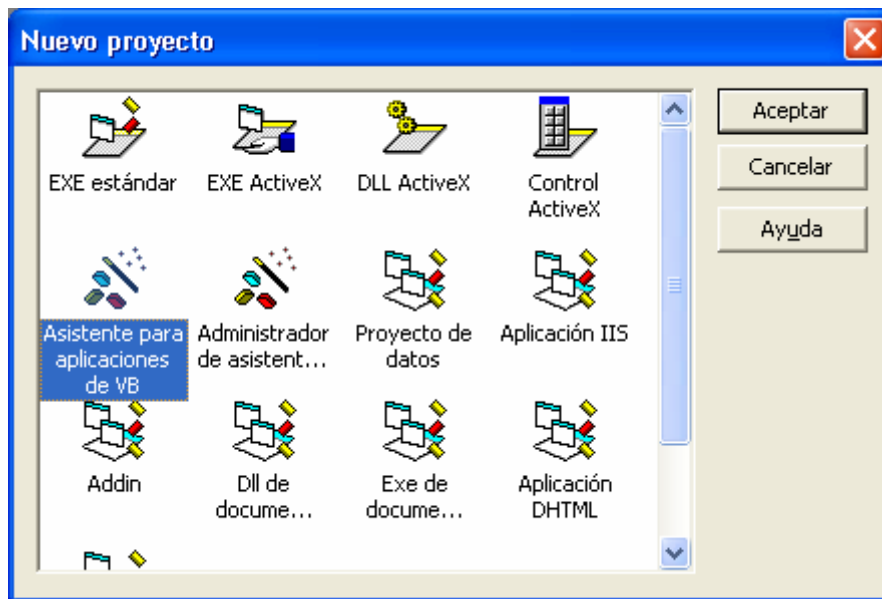 Nuevo proyecto
Aceptar
Cancelar
Ayuda
EXE estándar
EXE ActiveX
DLL ActiveX
Control
ActiveX
Asistente para
aplicaciones
de VB
Administrador
de asistent...
Proyecto de
datos
Aplicación IIS
Addin
Dll de
docume...
Exe de
docume...
Aplicación
DHTML